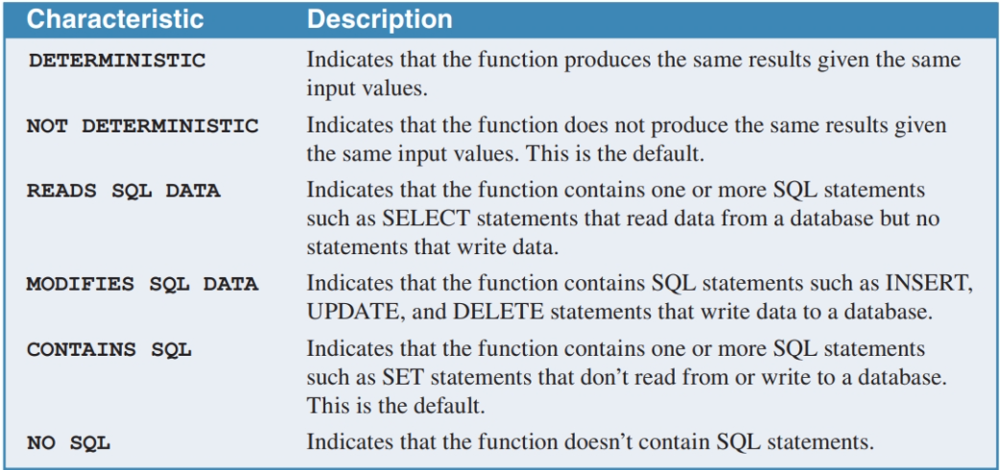 Characteristic Description
DETERMINISTIC Indicates that the function produces the same results given the same
input values.
NOT DETERMINISTIC Indicates that the function does not produce the same results given
the same input values. This is the default.
READS SQL DATA Indicates that the function contains one or more SQL statements
such as SELECT statements that read data from a database but no
statements that write data.
MODIFIES SQL DATA Indicates that the function contains SQL statements such as INSERT,
UPDATE, and DELETE statements that write data to a database.
CONTAINS SQL Indicates that the function contains one or more SQL statements
such as SET statements that don’t read from or write to a database.
This is the default.
NO SQL Indicates that the function doesn’t contain SQL statements.